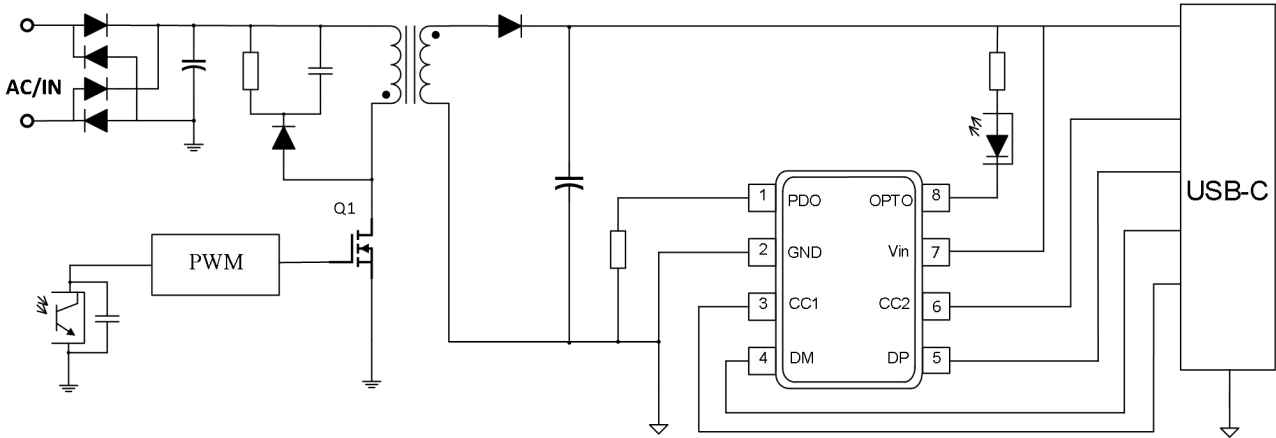 AC/IN
Q1
PWM
1 PDO OPTO 8
2 GND Vin 7
3 CC1 CC2 6
4 DM DP 5
USB-C